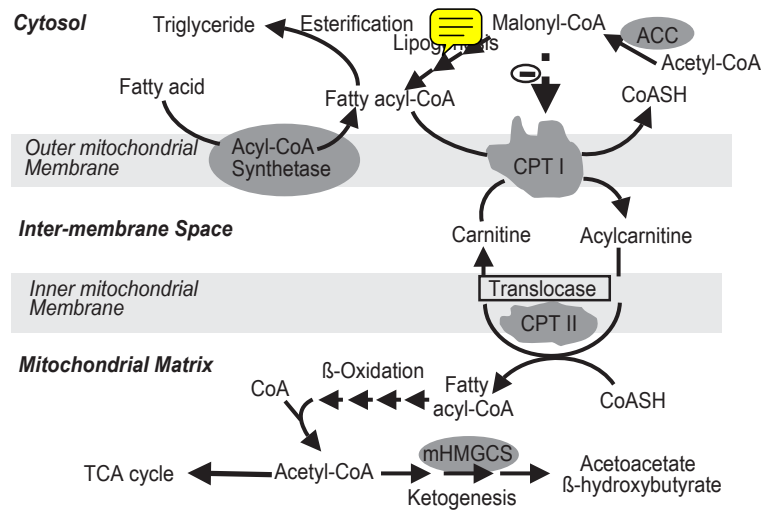 Cytosol
Triglyceride
Esterification
Malonyl-CoA
ACC
Acetyl-CoA
Fatty acid
Fatty acyl-CoA
CoASH
Outer mitochondrial
Membrane
Acyl-CoA
Synthetase
CPT I
Inter-membrane Space
Carnitine
Acylcarnitine
Inner mitochondrial
Membrane
Translocase
CPT II
Mitochondrial Matrix
CoA
ß-Oxidation
Fatty
acyl-CoA
CoASH
TCA cycle
Acetyl-CoA
mHMGCS
Ketogenesis
Acetoacetate
ß-hydroxybutyrate